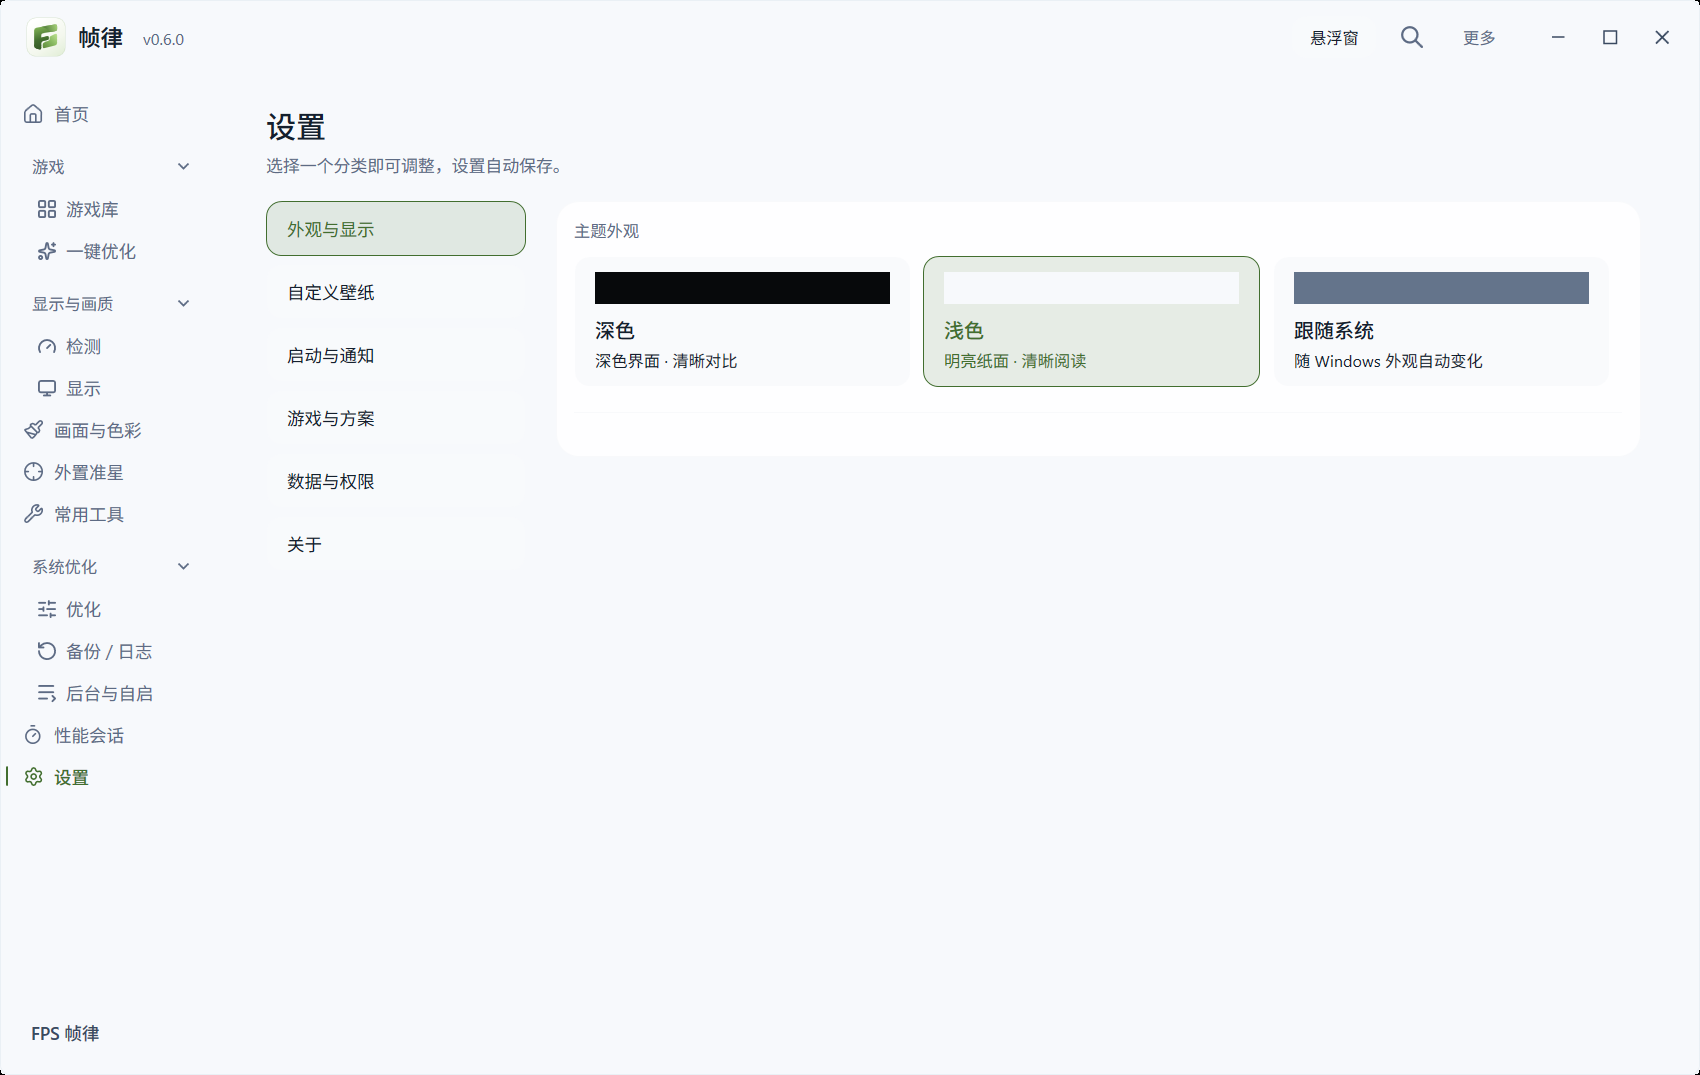 帧律 v0.6.0
悬浮窗
更多
首页
游戏
游戏库
一键优化
显示与画质
检测
显示
画面与色彩
外置准星
常用工具
系统优化
优化
备份 / 日志
后台与自启
性能会话
设置
FPS 帧律
设置
选择一个分类即可调整，设置自动保存。
外观与显示
自定义壁纸
启动与通知
游戏与方案
数据与权限
关于
主题外观
深色
深色界面 · 清晰对比
浅色
明亮纸面 · 清晰阅读
跟随系统
随 Windows 外观自动变化